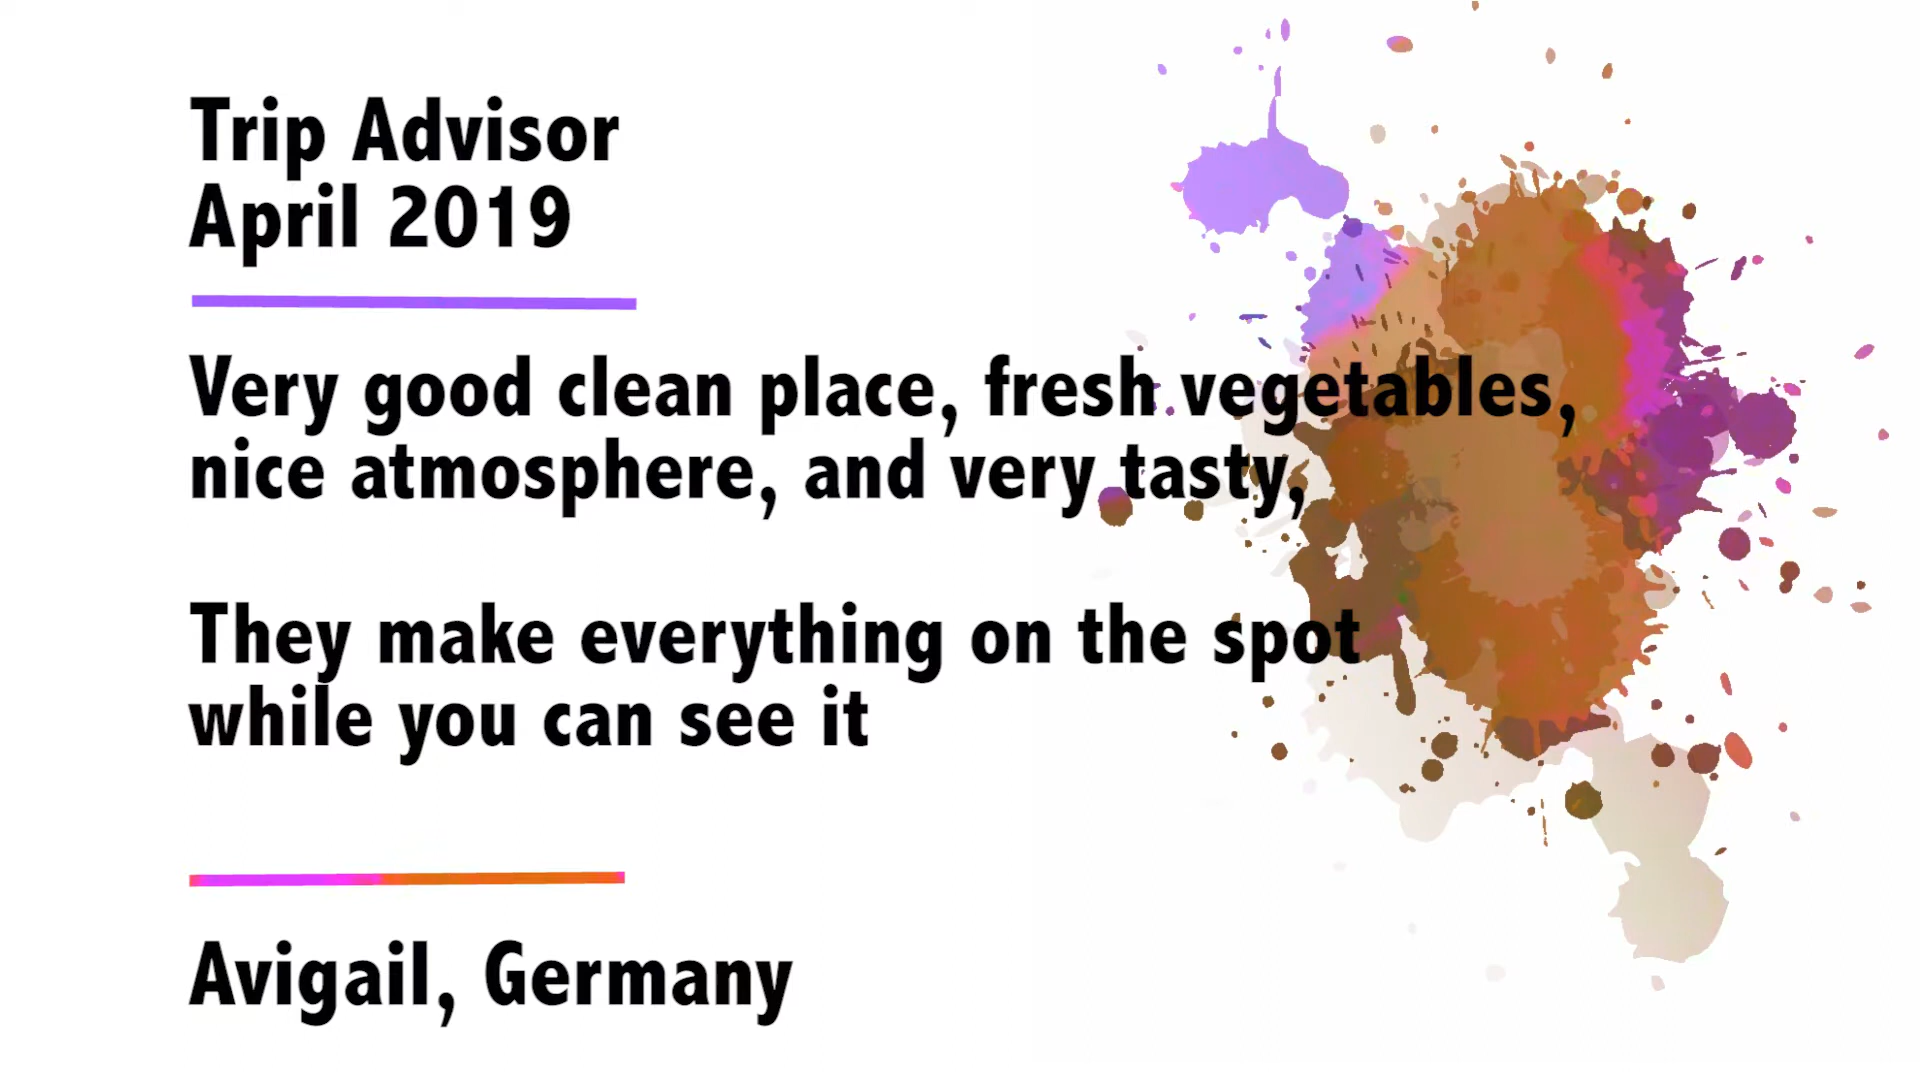 Trip Advisor
April 2019
Very good clean place, fresh vegetables,
nice atmosphere, and very tasty,
They make everything on the spot
while you can see it
Avigail, Germany